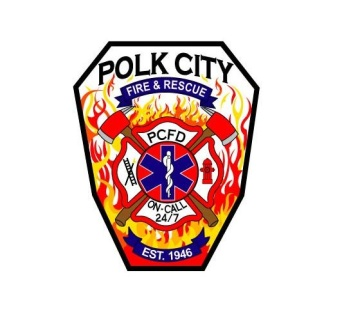 POLK CITY
FIRE & RESCUE
PCFD
ON-CALL
24/7
EST. 1946